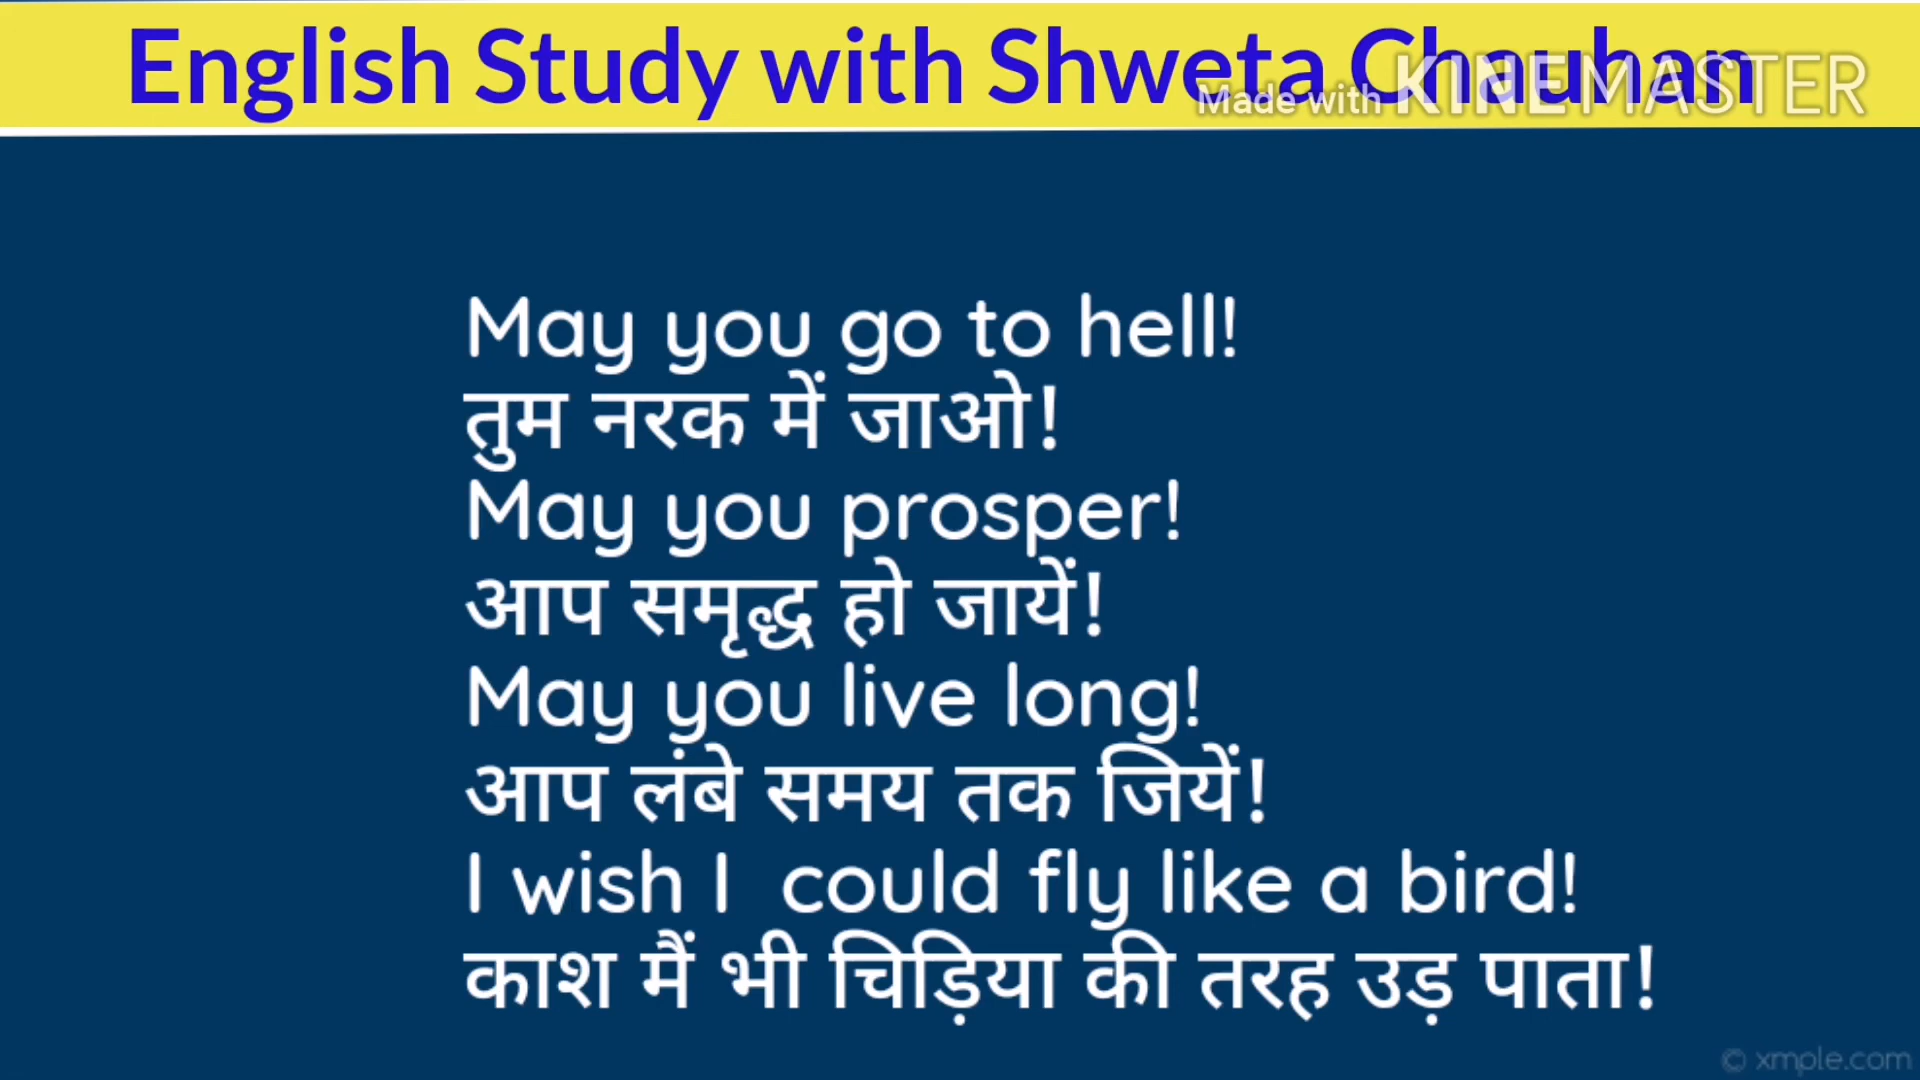 English Study with Shweta Chauhan
Made with KINEMASTER
May you go to hell!
तुम नरक में जाओ!
May you prosper!
आप समृद्ध हो जायें!
May you live long!
आप लंबे समय तक जियें!
I wish I could fly like a bird!
काश मैं भी चिड़िया की तरह उड़ पाता!
© xmple.com